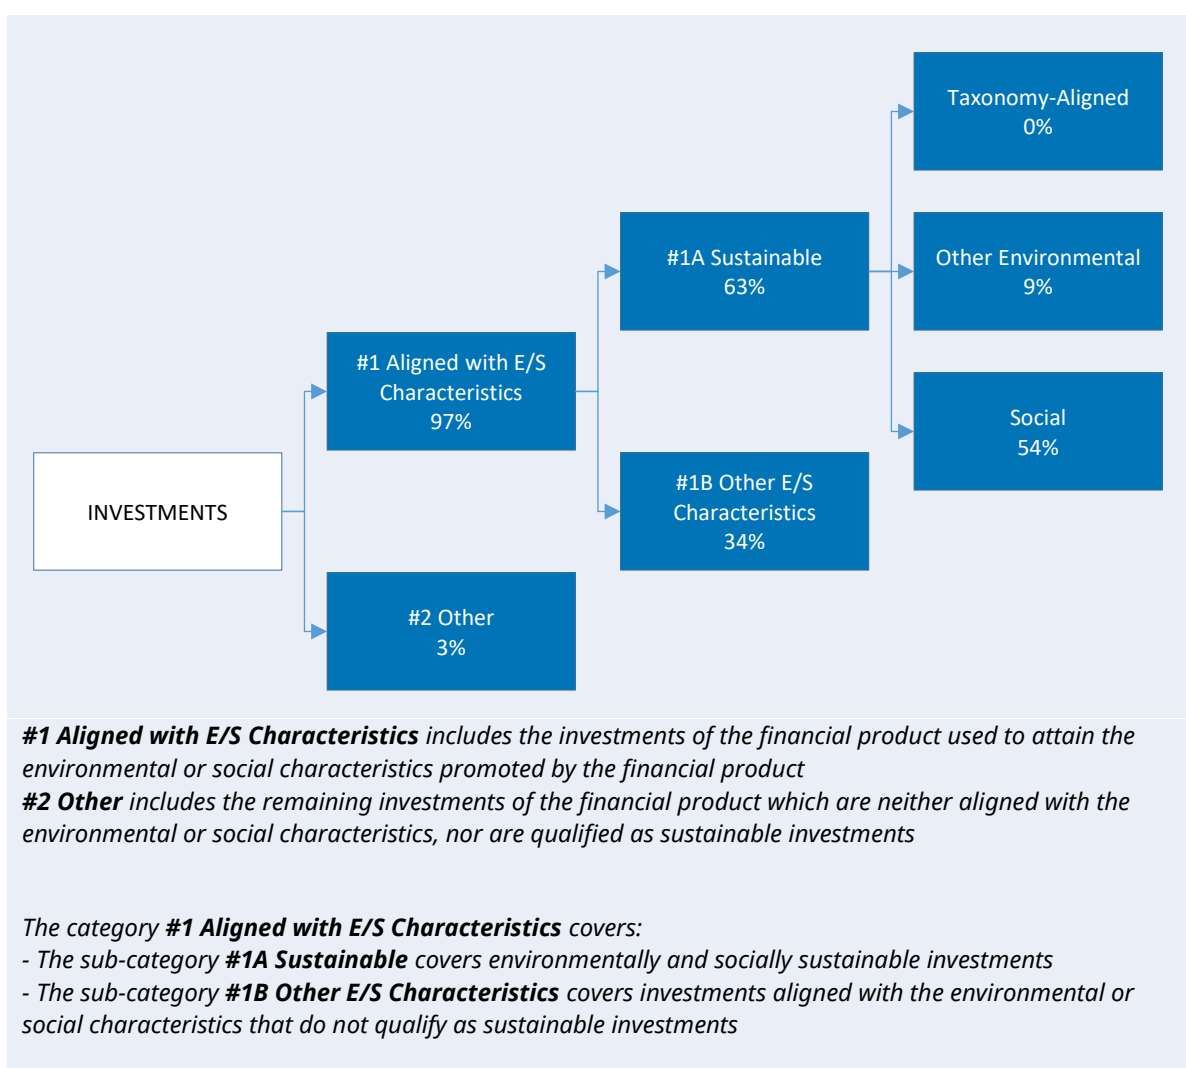 Taxonomy-Aligned
0%
#1A Sustainable
63%
Other Environmental
9%
#1 Aligned with E/S
Characteristics
97%
Social
54%
INVESTMENTS
#1B Other E/S
Characteristics
34%
#2 Other
3%
#1 Aligned with E/S Characteristics includes the investments of the financial product used to attain the
environmental or social characteristics promoted by the financial product
#2 Other includes the remaining investments of the financial product which are neither aligned with the
environmental or social characteristics, nor are qualified as sustainable investments
The category #1 Aligned with E/S Characteristics covers:
- The sub-category #1A Sustainable covers environmentally and socially sustainable investments
- The sub-category #1B Other E/S Characteristics covers investments aligned with the environmental or
social characteristics that do not qualify as sustainable investments